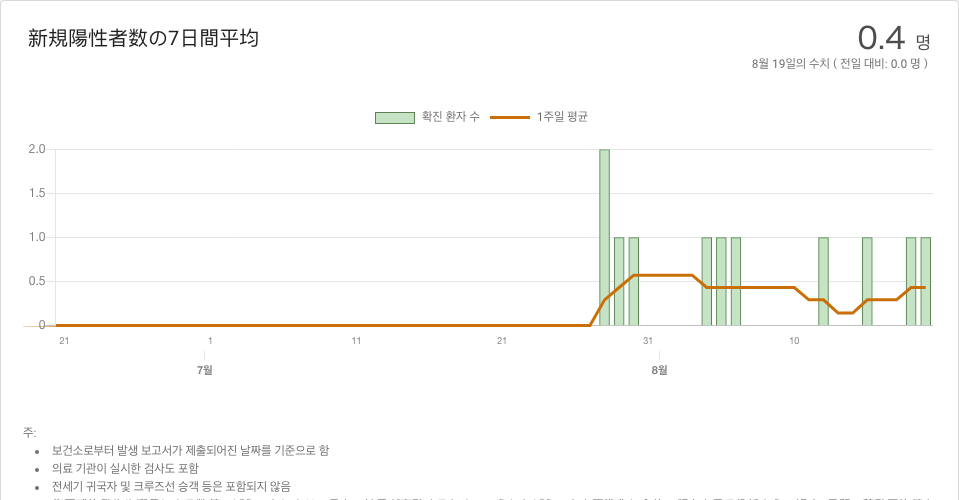 新規陽性者数の7日間平均
0.4 명
8월 19일의 수치 ( 전일 대비: 0.0 명 )
확진 환자 수 1주일 평균
2.0
1.5
1.0
0.5
0
21 1 11 21 31 10
7월 8월
주:
보건소로부터 발생 보고서가 제출되어진 날짜를 기준으로 함
의료 기관이 실시한 검사도 포함
전세기 귀국자 및 크루즈선 승객 등은 포함되지 않음